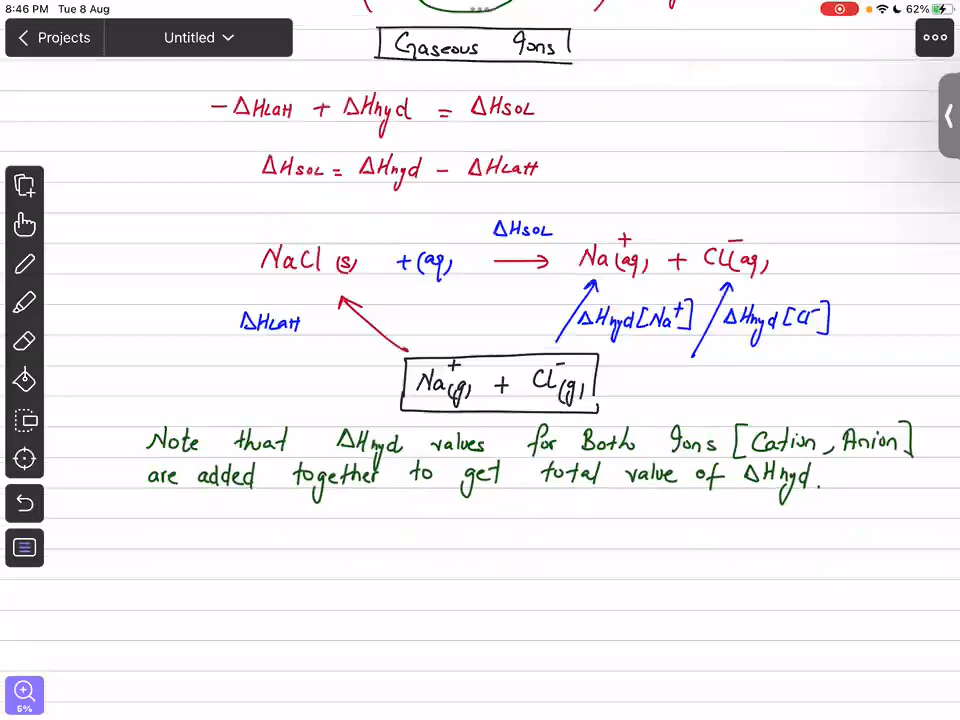 8:46 PM Tue 8 Aug
62%
Projects
Untitled
Gaseous Ions
-ΔHLatt + ΔHhyd = ΔHSOL
ΔHSOL = ΔHhyd - ΔHLatt
ΔHSOL
NaCl(s) + (aq) → Na⁺(aq) + Cl⁻(aq)
ΔHLatt ΔHhyd[Na⁺] ΔHhyd[Cl⁻]
Na⁺(g) + Cl⁻(g)
Note that ΔHhyd values for Both Ions [Cation, Anion]
are added together to get total value of ΔHhyd.
6%